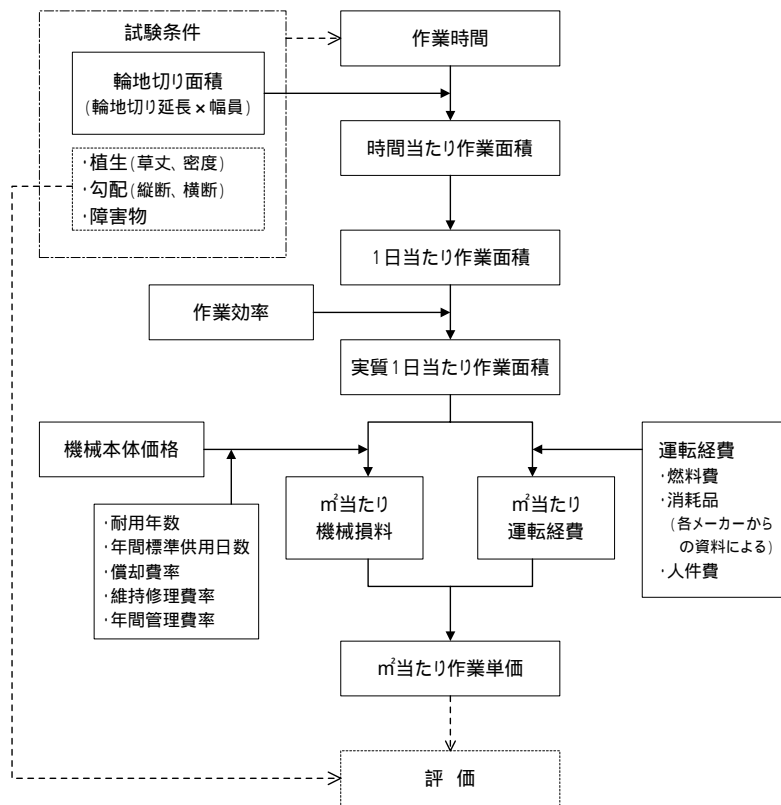 試験条件
輪地切り面積
(輪地切り延長×幅員)
・植生(草丈、密度)
・勾配(縦断、横断)
・障害物
作業時間
時間当たり作業面積
1日当たり作業面積
作業効率
実質1日当たり作業面積
機械本体価格
・耐用年数
・年間標準供用日数
・償却費率
・維持修理費率
・年間管理費率
㎡当たり
機械損料
㎡当たり
運転経費
運転経費
・燃料費
・消耗品
(各メーカーから
の資料による)
・人件費
㎡当たり作業単価
評 価